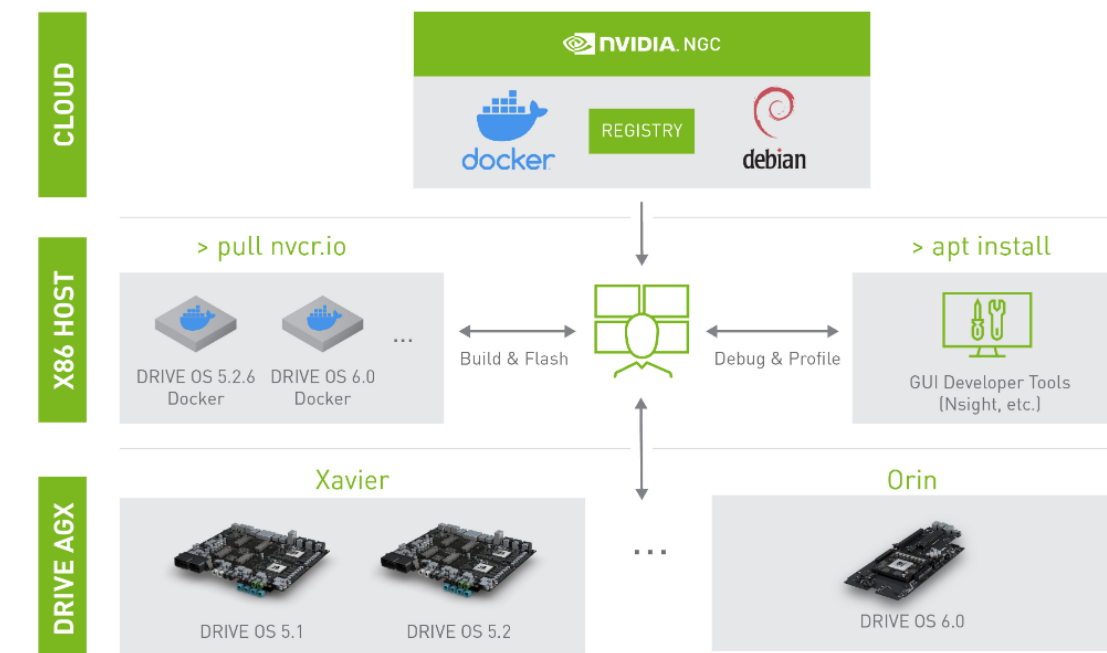 CLOUD
NVIDIA. NGC
docker
REGISTRY
debian
X86 HOST
> pull nvcr.io
> apt install
DRIVE OS 5.2.6
Docker
DRIVE OS 6.0
Docker
...
Build & Flash
Debug & Profile
GUI Developer Tools
(Nsight, etc.)
DRIVE AGX
Xavier
Orin
DRIVE OS 5.1
DRIVE OS 5.2
...
DRIVE OS 6.0